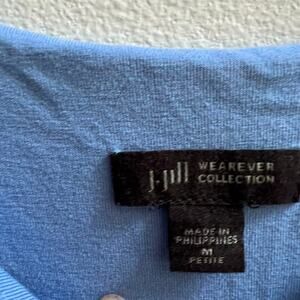 J.Jill WEAREVER
COLLECTION
MADE IN
PHILIPPINES
M
PETITE